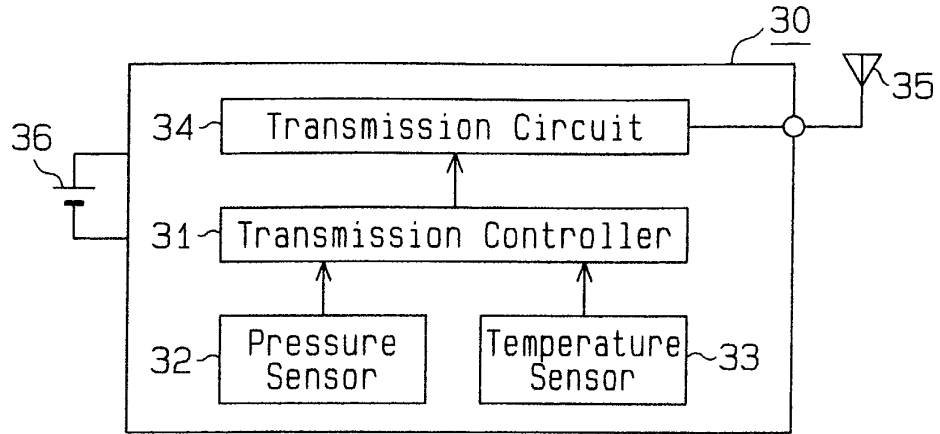 30
35
34
Transmission Circuit
36
31
Transmission Controller
32
Pressure
Sensor
Temperature
Sensor
33